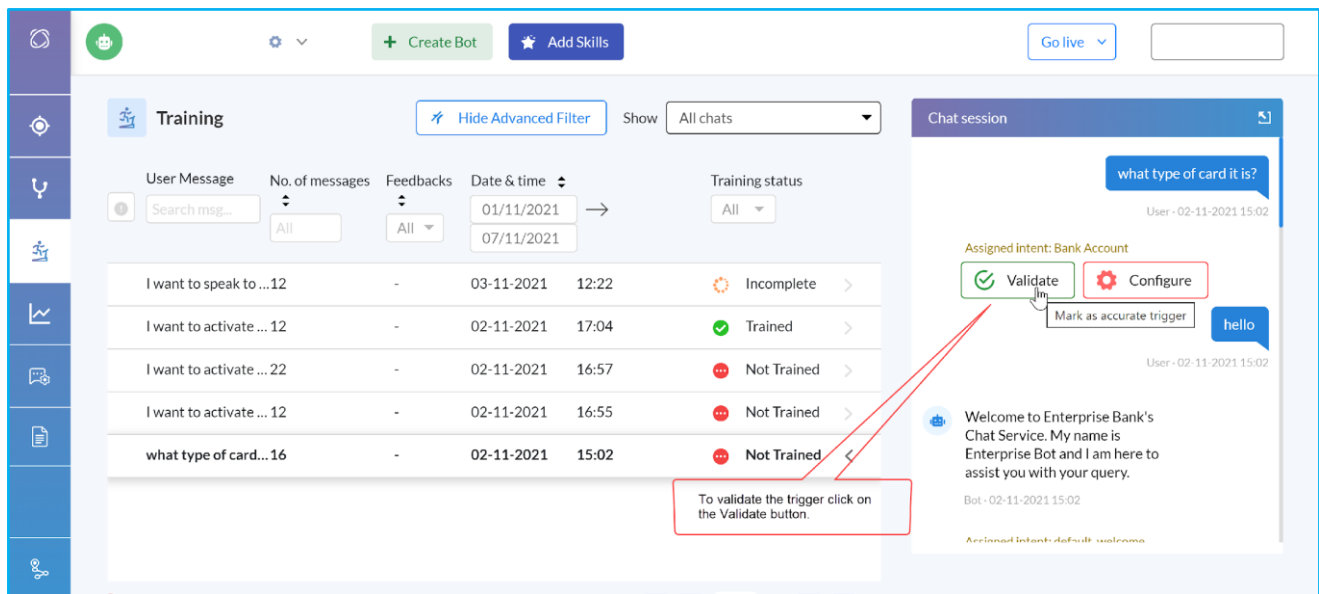 + Create Bot
Add Skills
Go live
Training
Hide Advanced Filter
Show
All chats
User Message
No. of messages
Feedbacks
Date & time
Training status
Search msg...
All
All
01/11/2021
07/11/2021
All
I want to speak to ...12 - 03-11-2021 12:22 Incomplete
I want to activate ... 12 - 02-11-2021 17:04 Trained
I want to activate ... 22 - 02-11-2021 16:57 Not Trained
I want to activate ... 12 - 02-11-2021 16:55 Not Trained
what type of card...16 - 02-11-2021 15:02 Not Trained
To validate the trigger click on
the Validate button.
Chat session
what type of card it is?
User - 02-11-2021 15:02
Assigned intent: Bank Account
Validate
Configure
Mark as accurate trigger
hello
User - 02-11-2021 15:02
Welcome to Enterprise Bank's
Chat Service. My name is
Enterprise Bot and I am here to
assist you with your query.
Bot - 02-11-2021 15:02
Assigned intent: default_welcome